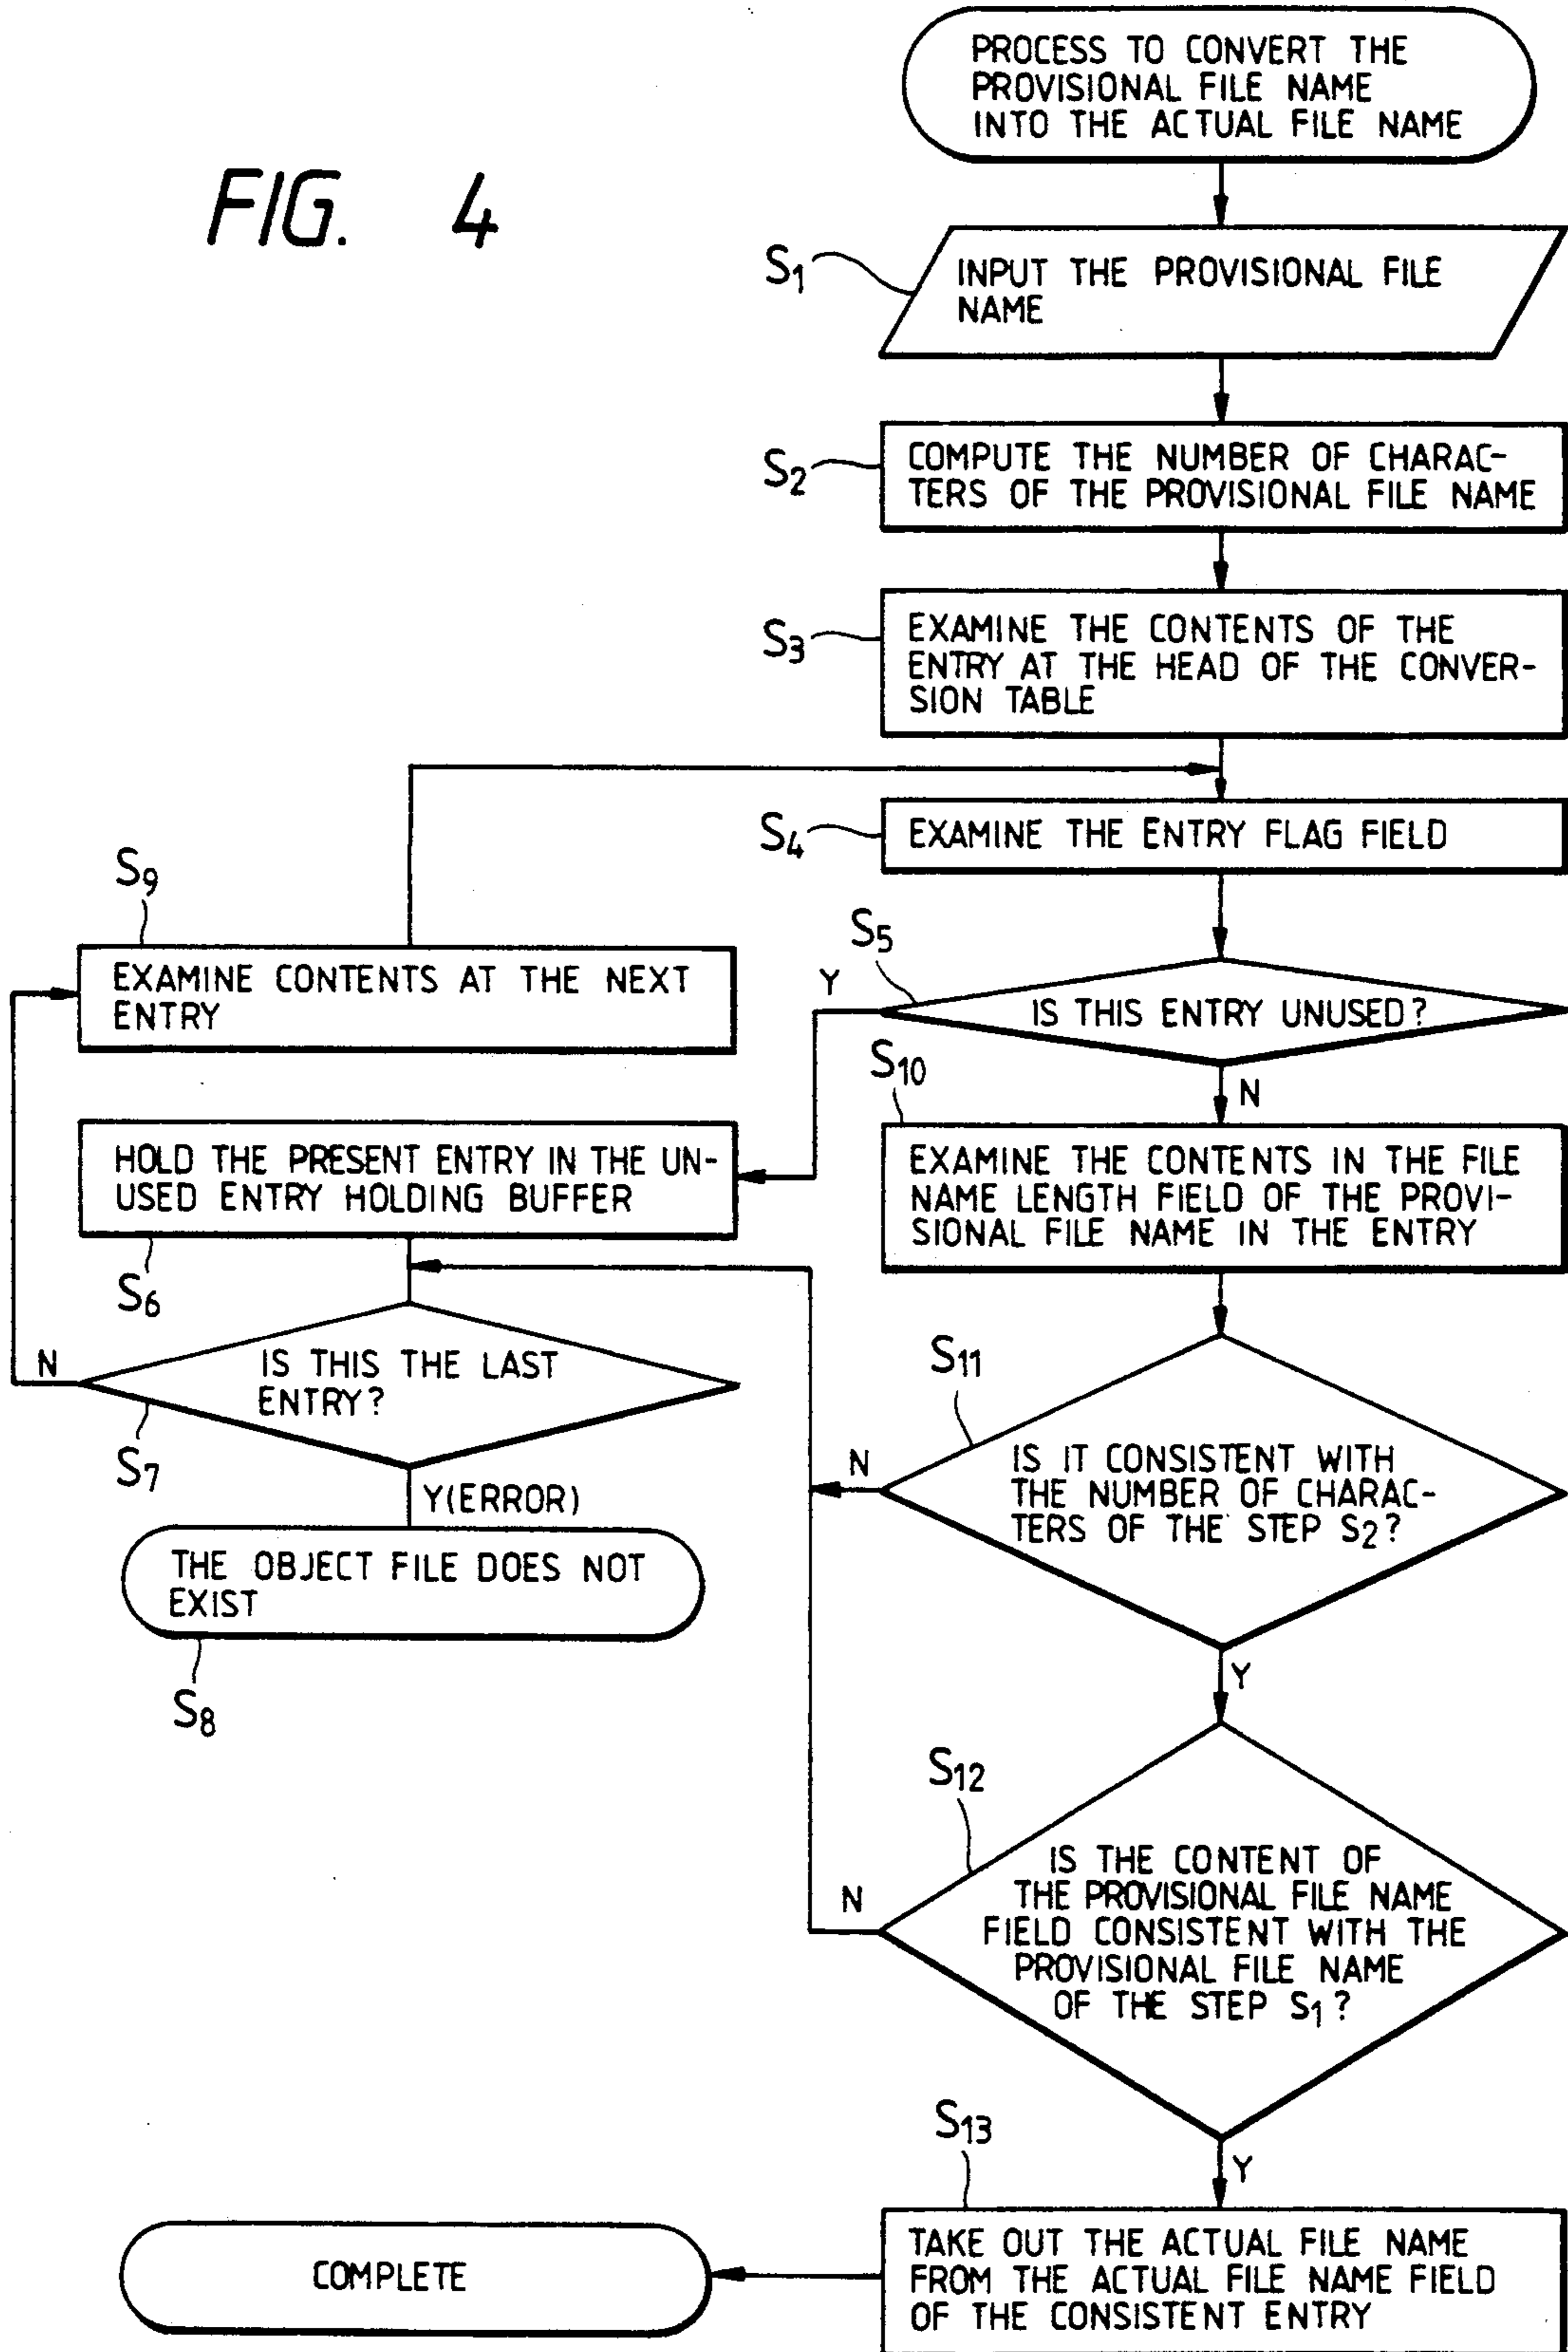 FIG. 4
PROCESS TO CONVERT THE
PROVISIONAL FILE NAME
INTO THE ACTUAL FILE NAME
S1
INPUT THE PROVISIONAL FILE
NAME
S2
COMPUTE THE NUMBER OF CHARAC-
TERS OF THE PROVISIONAL FILE NAME
S3
EXAMINE THE CONTENTS OF THE
ENTRY AT THE HEAD OF THE CONVER-
SION TABLE
S4
EXAMINE THE ENTRY FLAG FIELD
S5
Y
IS THIS ENTRY UNUSED?
N
S9
EXAMINE CONTENTS AT THE NEXT
ENTRY
HOLD THE PRESENT ENTRY IN THE UN-
USED ENTRY HOLDING BUFFER
S6
N
IS THIS THE LAST
ENTRY?
S7
Y(ERROR)
THE OBJECT FILE DOES NOT
EXIST
S8
S10
EXAMINE THE CONTENTS IN THE FILE
NAME LENGTH FIELD OF THE PROVI-
SIONAL FILE NAME IN THE ENTRY
S11
N
IS IT CONSISTENT WITH
THE NUMBER OF CHARAC-
TERS OF THE STEP S2?
Y
S12
N
IS THE CONTENT OF
THE PROVISIONAL FILE NAME
FIELD CONSISTENT WITH THE
PROVISIONAL FILE NAME
OF THE STEP S1?
Y
S13
TAKE OUT THE ACTUAL FILE NAME
FROM THE ACTUAL FILE NAME FIELD
OF THE CONSISTENT ENTRY
COMPLETE